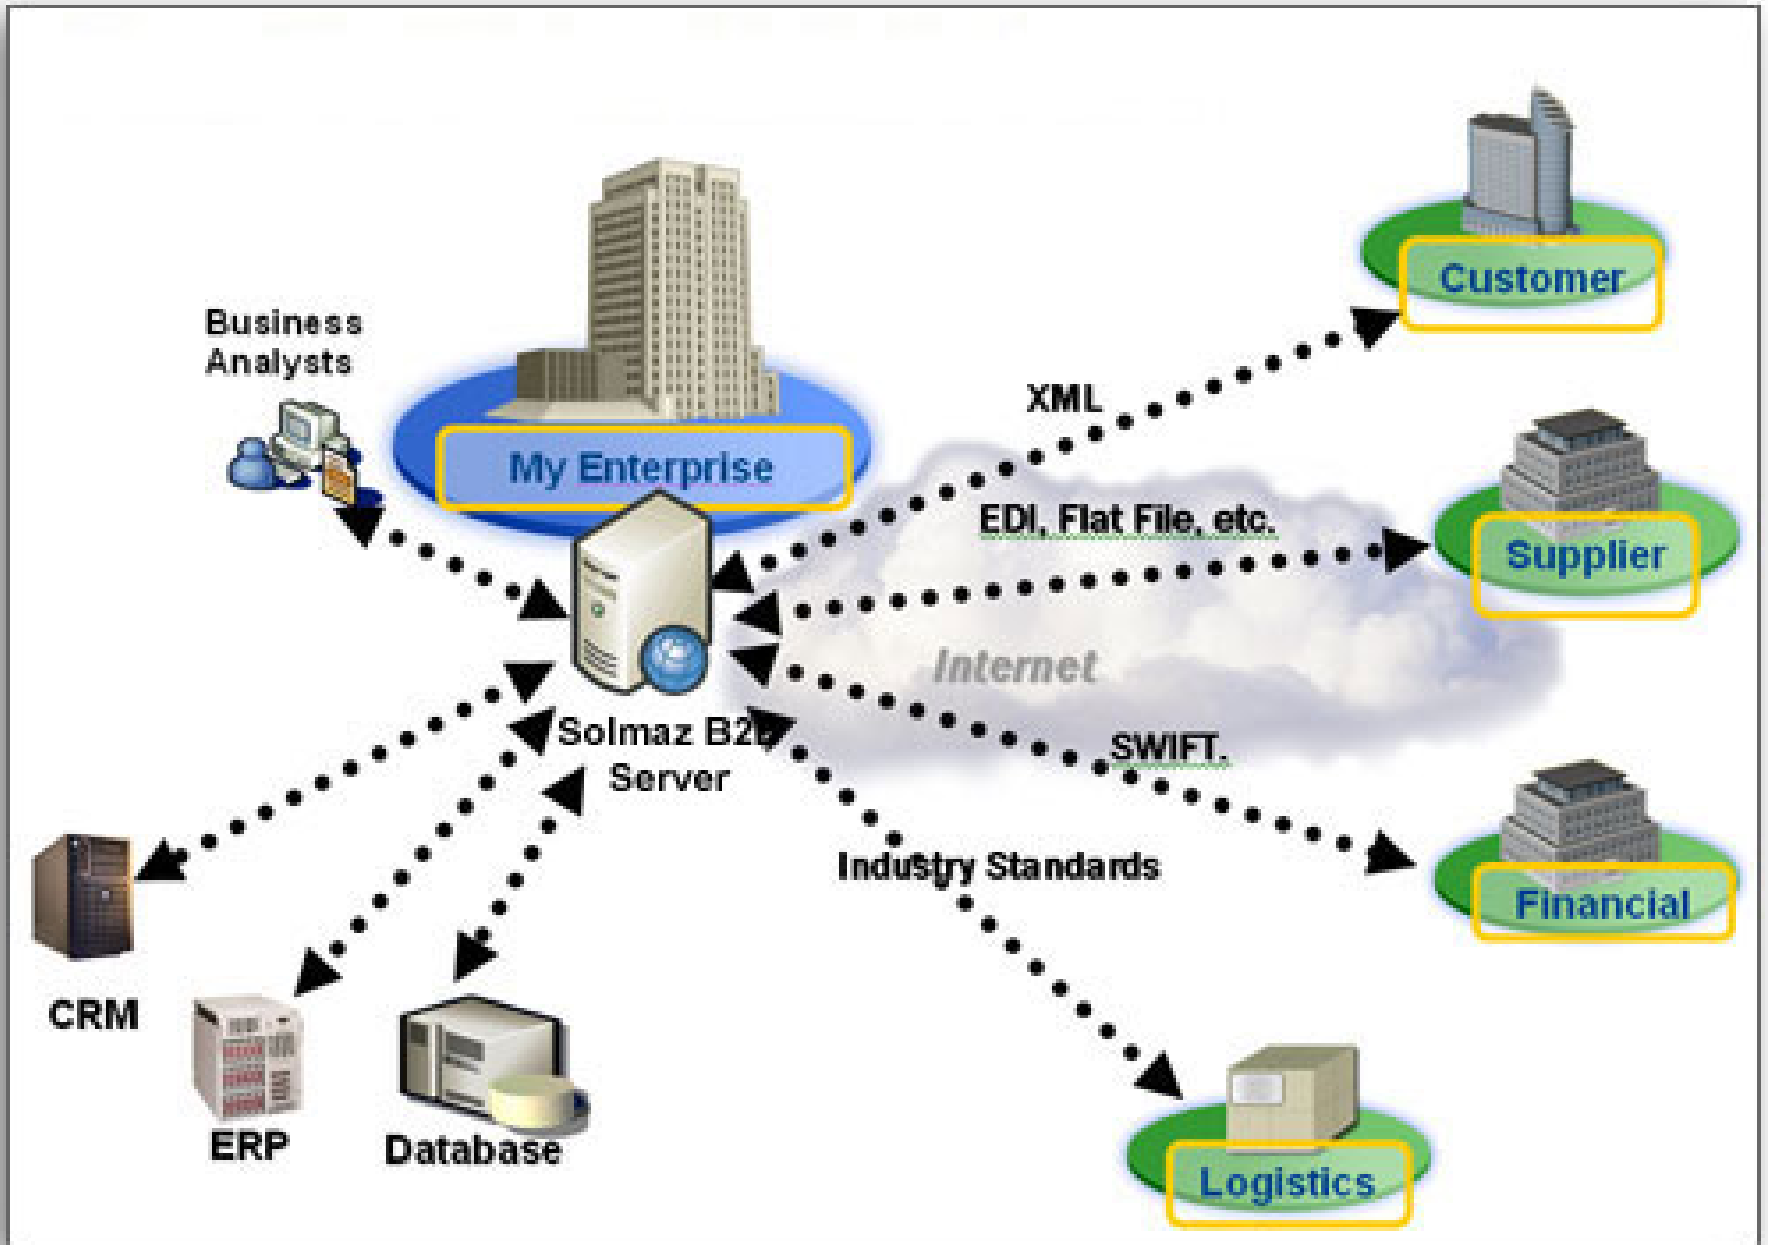 Customer
Business
Analysts
XML
My Enterprise
EDI, Flat File, etc.
Supplier
Internet
Solmaz B2B
Server
SWIFT.
Industry Standards
Financial
CRM
ERP
Database
Logistics